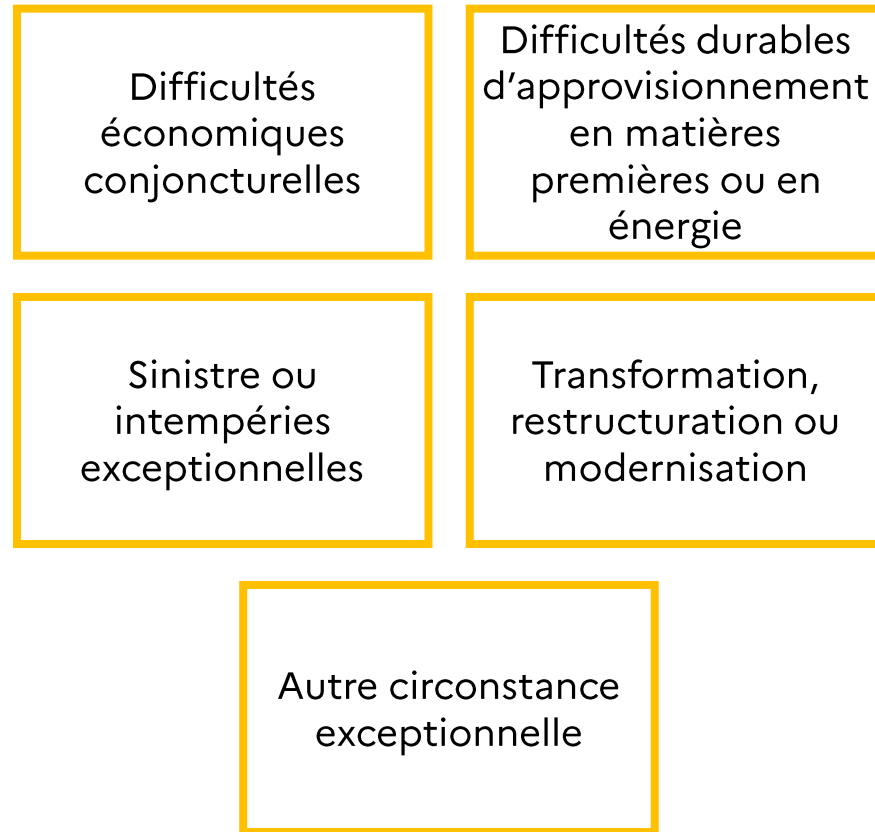 Difficultés
économiques
conjoncturelles
Difficultés durables
d’approvisionnement
en matières
premières ou en
énergie
Sinistre ou
intempéries
exceptionnelles
Transformation,
restructuration ou
modernisation
Autre circonstance
exceptionnelle